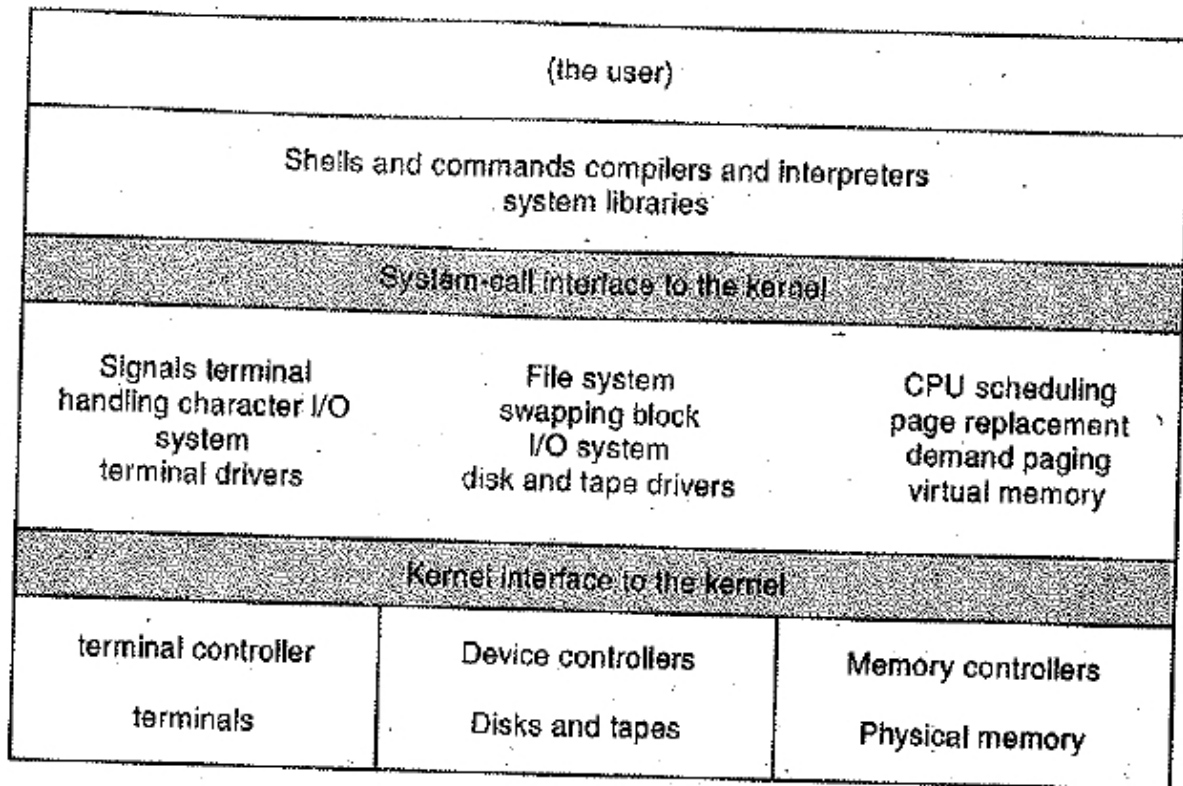 (the user)
Shells and commands compilers and interpreters
system libraries
System-call interface to the kernel
Signals terminal
handling character I/O
system
terminal drivers
File system
swapping block
I/O system
disk and tape drivers
CPU scheduling
page replacement
demand paging
virtual memory
Kernel interface to the kernel
terminal controller
terminals
Device controllers
Disks and tapes
Memory controllers
Physical memory